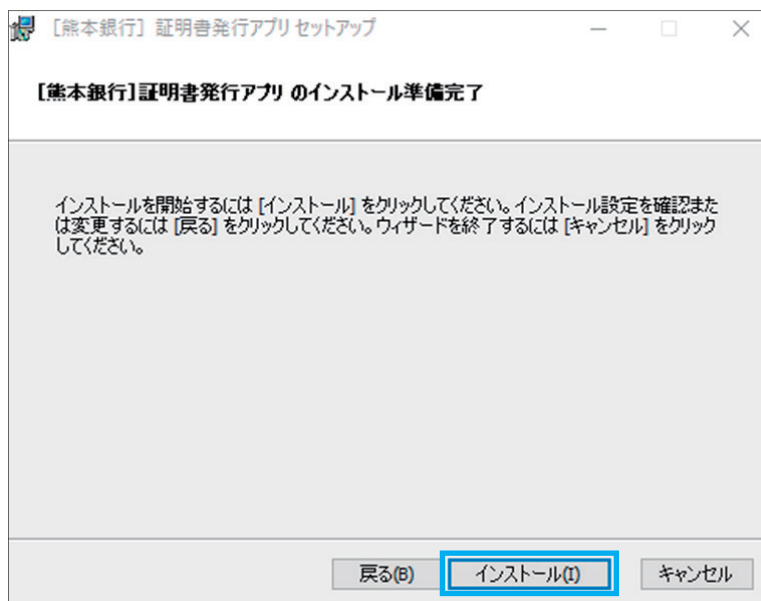 [熊本銀行] 証明書発行アプリ セットアップ
[熊本銀行]証明書発行アプリ のインストール準備完了
インストールを開始するには [インストール] をクリックしてください。インストール設定を確認また
は変更するには [戻る] をクリックしてください。ウィザードを終了するには [キャンセル] をクリック
してください。
戻る(B) インストール(I) キャンセル